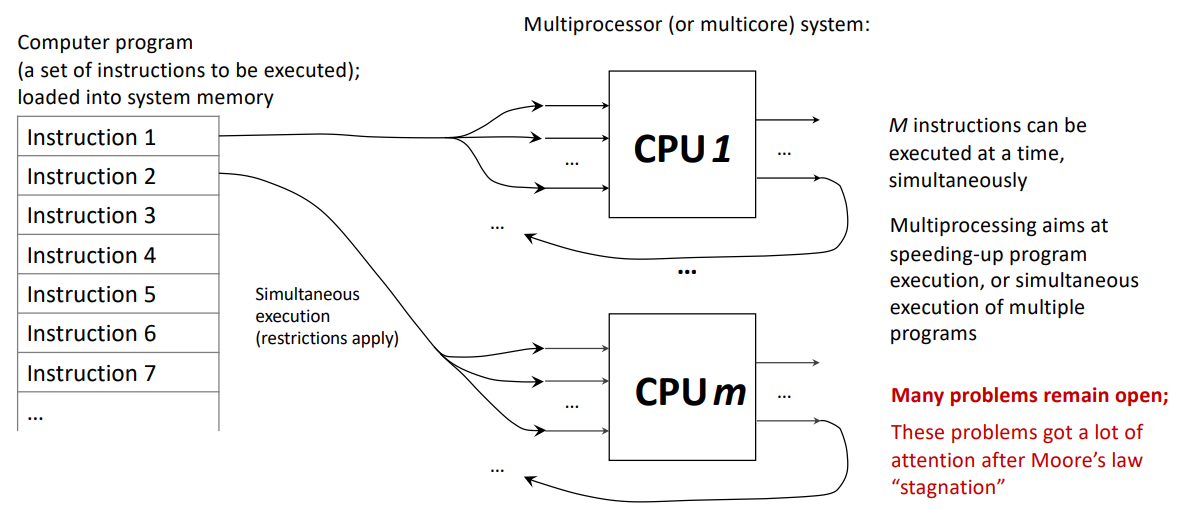 Multiprocessor (or multicore) system:
Computer program
(a set of instructions to be executed);
loaded into system memory
Instruction 1
Instruction 2
Instruction 3
Instruction 4
Instruction 5
Instruction 6
Instruction 7
...
Simultaneous
execution
(restrictions apply)
...
CPU 1
...
...
...
...
CPU m
...
...
M instructions can be
executed at a time,
simultaneously
Multiprocessing aims at
speeding-up program
execution, or simultaneous
execution of multiple
programs
Many problems remain open;
These problems got a lot of
attention after Moore’s law
“stagnation”